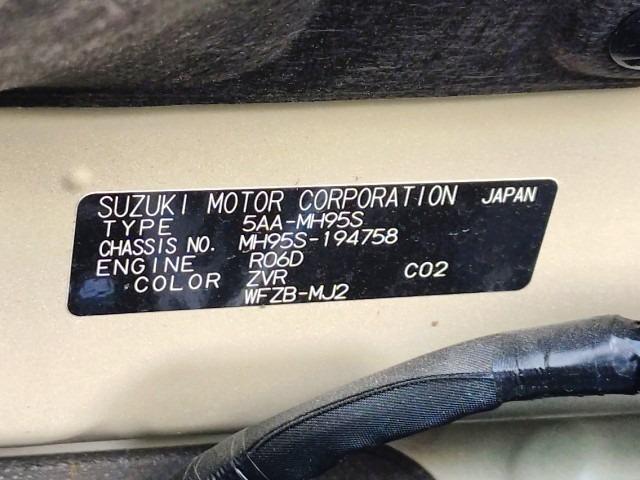 SUZUKI MOTOR CORPORATION JAPAN
TYPE 5AA-MH95S
CHASSIS NO. MH95S-194758
ENGINE R06D
COLOR ZVR C02
WFZB-MJ2